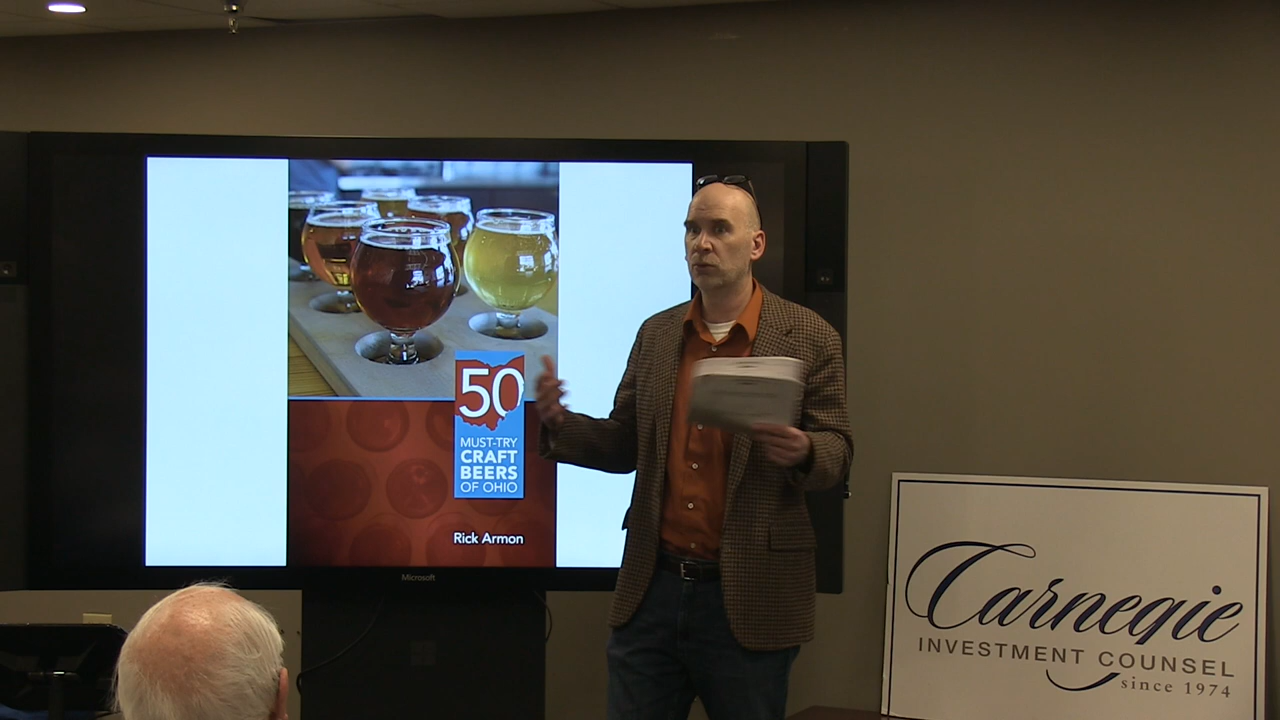 50
MUST-TRY
CRAFT
BEERS
OF OHIO
Rick Armon
Microsoft
Carnegie
INVESTMENT COUNSEL
since 1974